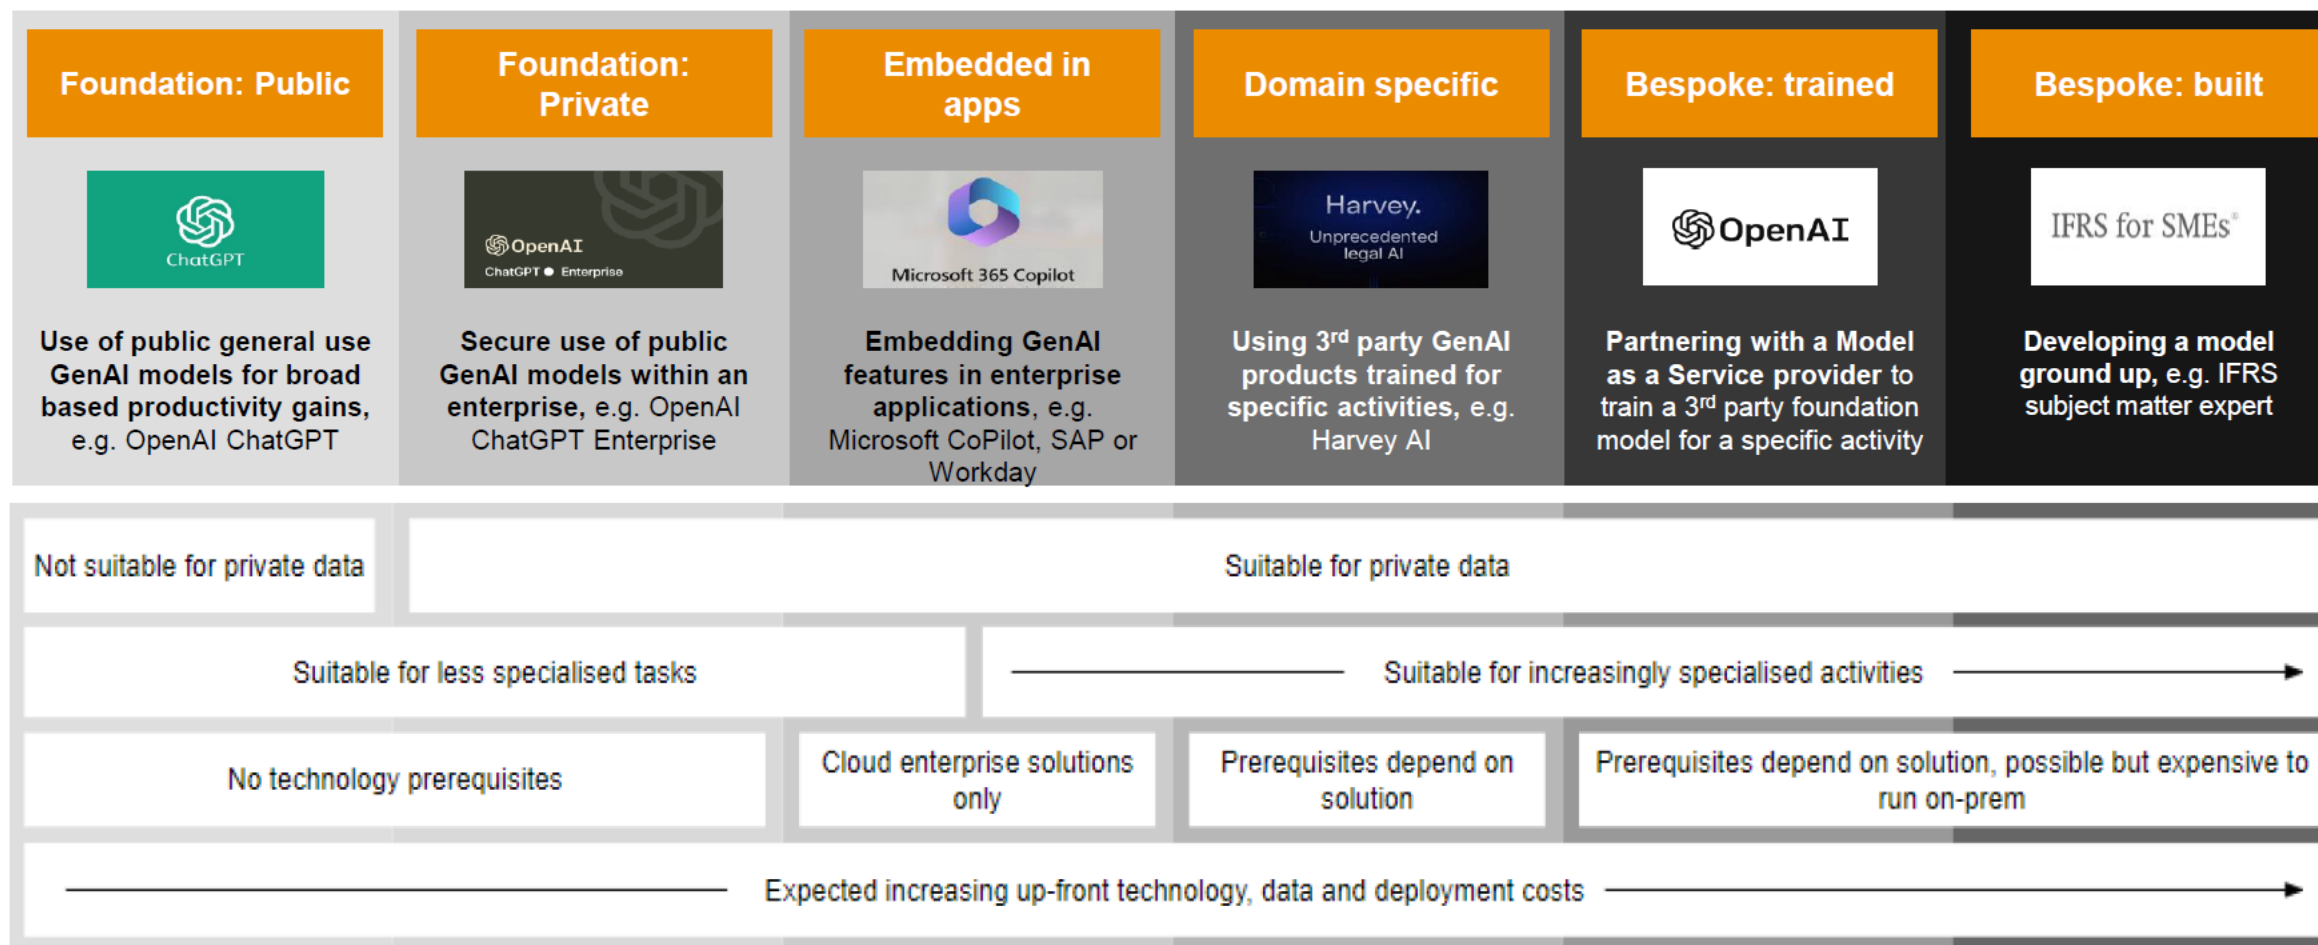 Foundation: Public
Foundation:
Private
Embedded in
apps
Domain specific
Bespoke: trained
Bespoke: built
ChatGPT
OpenAI
ChatGPT Enterprise
Microsoft 365 Copilot
Harvey.
Unprecedented
legal AI
OpenAI
IFRS for SMEs®
Use of public general use
GenAI models for broad
based productivity gains,
e.g. OpenAI ChatGPT
Secure use of public
GenAI models within an
enterprise, e.g. OpenAI
ChatGPT Enterprise
Embedding GenAI
features in enterprise
applications, e.g.
Microsoft CoPilot, SAP or
Workday
Using 3rd party GenAI
products trained for
specific activities, e.g.
Harvey AI
Partnering with a Model
as a Service provider to
train a 3rd party foundation
model for a specific activity
Developing a model
ground up, e.g. IFRS
subject matter expert
Not suitable for private data
Suitable for private data
Suitable for less specialised tasks
Suitable for increasingly specialised activities
No technology prerequisites
Cloud enterprise solutions
only
Prerequisites depend on
solution
Prerequisites depend on solution, possible but expensive to
run on-prem
Expected increasing up-front technology, data and deployment costs